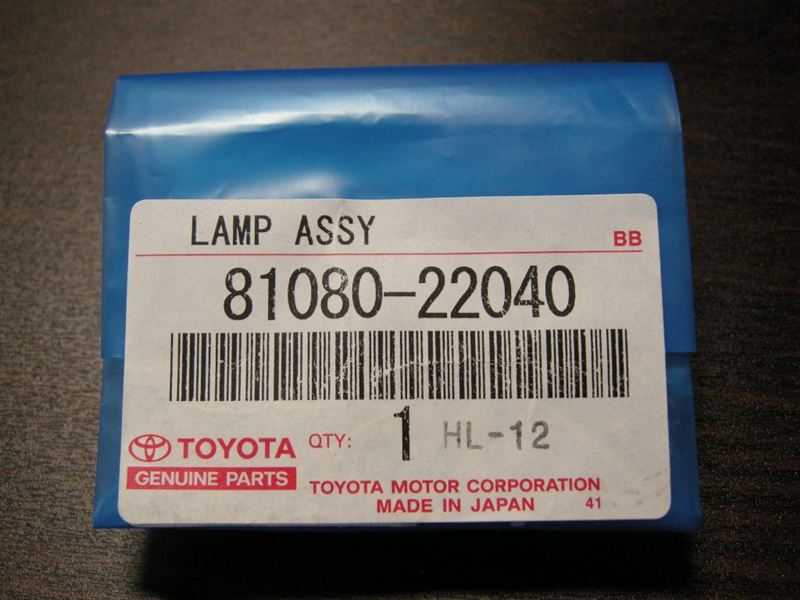 LAMP ASSY
BB
81080-22040
TOYOTA QTY: 1 HL-12
GENUINE PARTS
TOYOTA MOTOR CORPORATION
MADE IN JAPAN 41